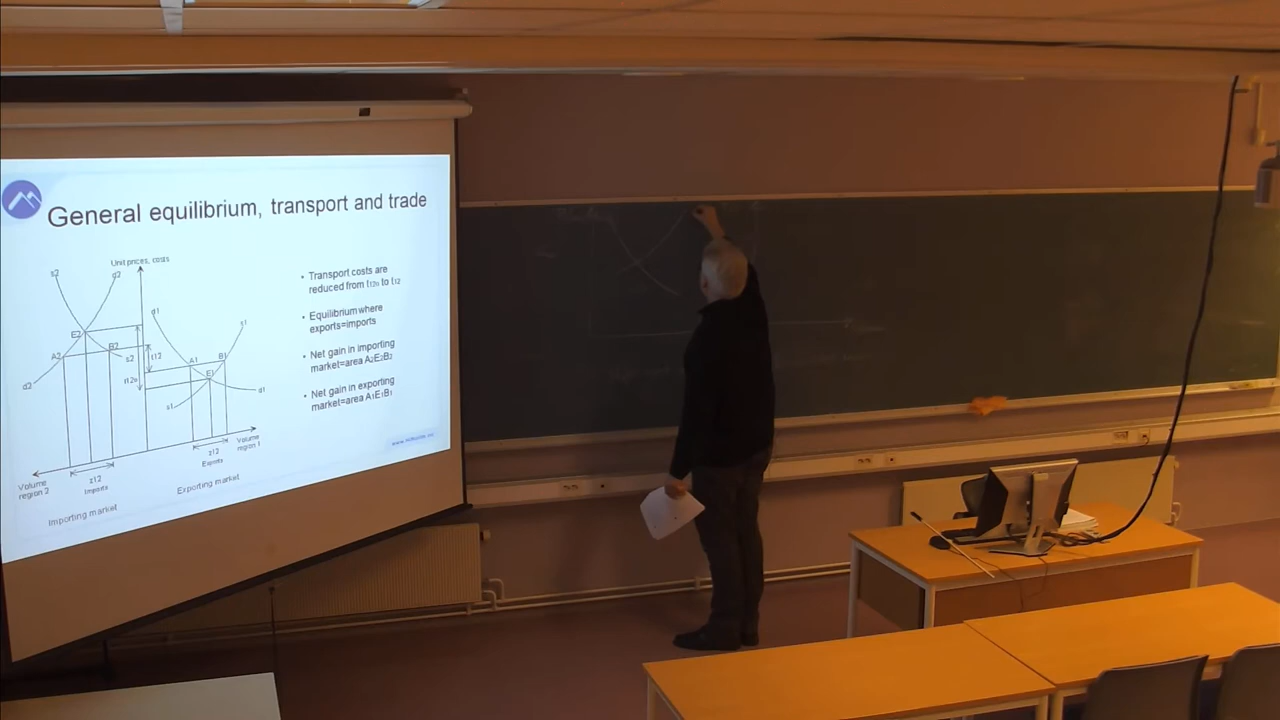 General equilibrium, transport and trade
s2
d2
Unit prices, costs
d1
s1
E2
B2
A2
s2
t12
A1
B1
t12o
E1
d2
d1
s1
• Transport costs are
reduced from t12o to t12
• Equilibrium where
exports=imports
• Net gain in importing
market=area A2E2B2
• Net gain in exporting
market=area A1E1B1
z12
Exports
Volume
region 1
z12
Imports
Volume
region 2
Exporting market
Importing market